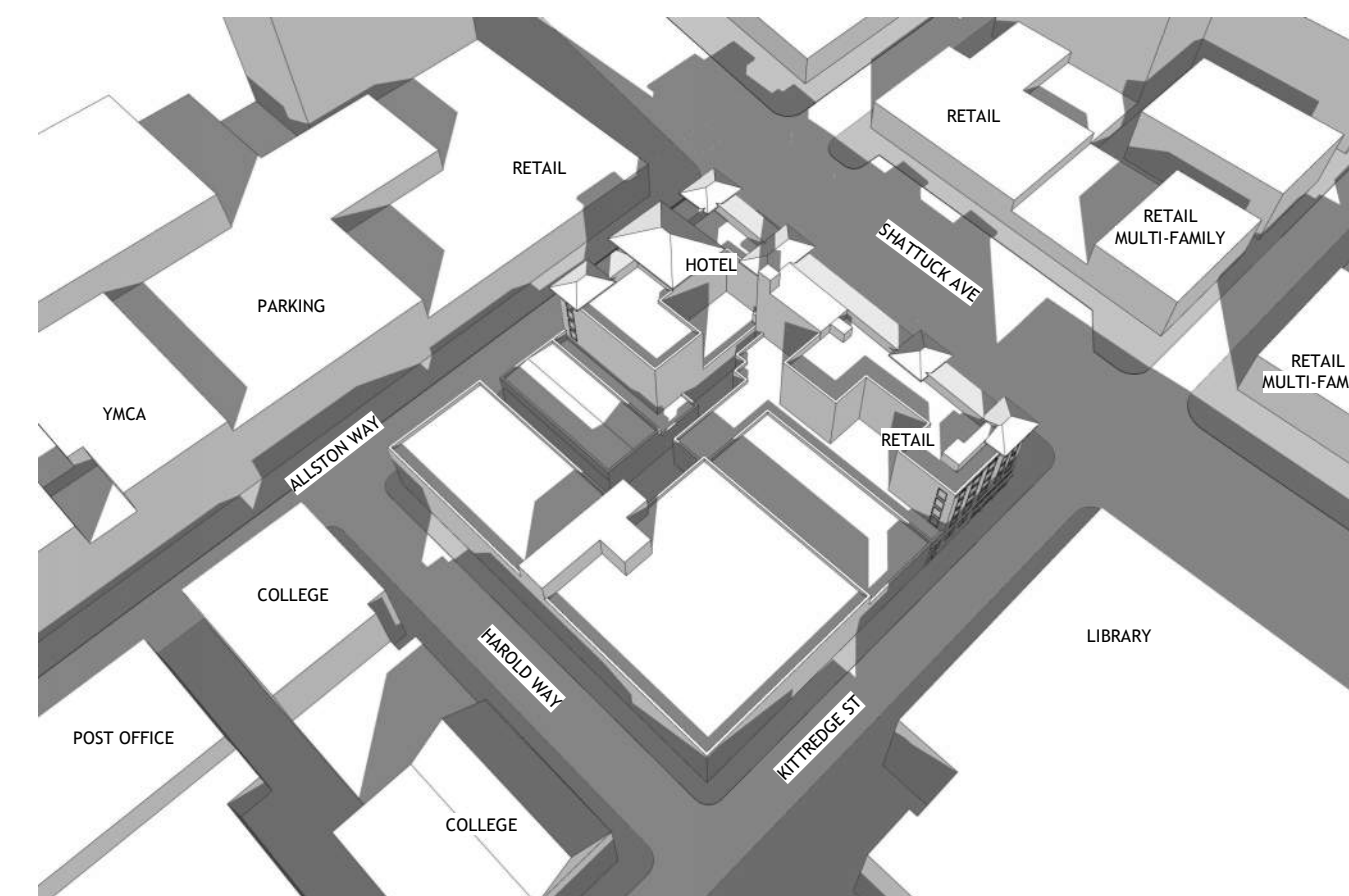 RETAIL
RETAIL
RETAIL
MULTI-FAMILY
SHATTUCK AVE
HOTEL
PARKING
RETAIL
MULTI-FAM
YMCA
ALLSTON WAY
RETAIL
COLLEGE
LIBRARY
HAROLD WAY
KITTREDGE ST
POST OFFICE
COLLEGE